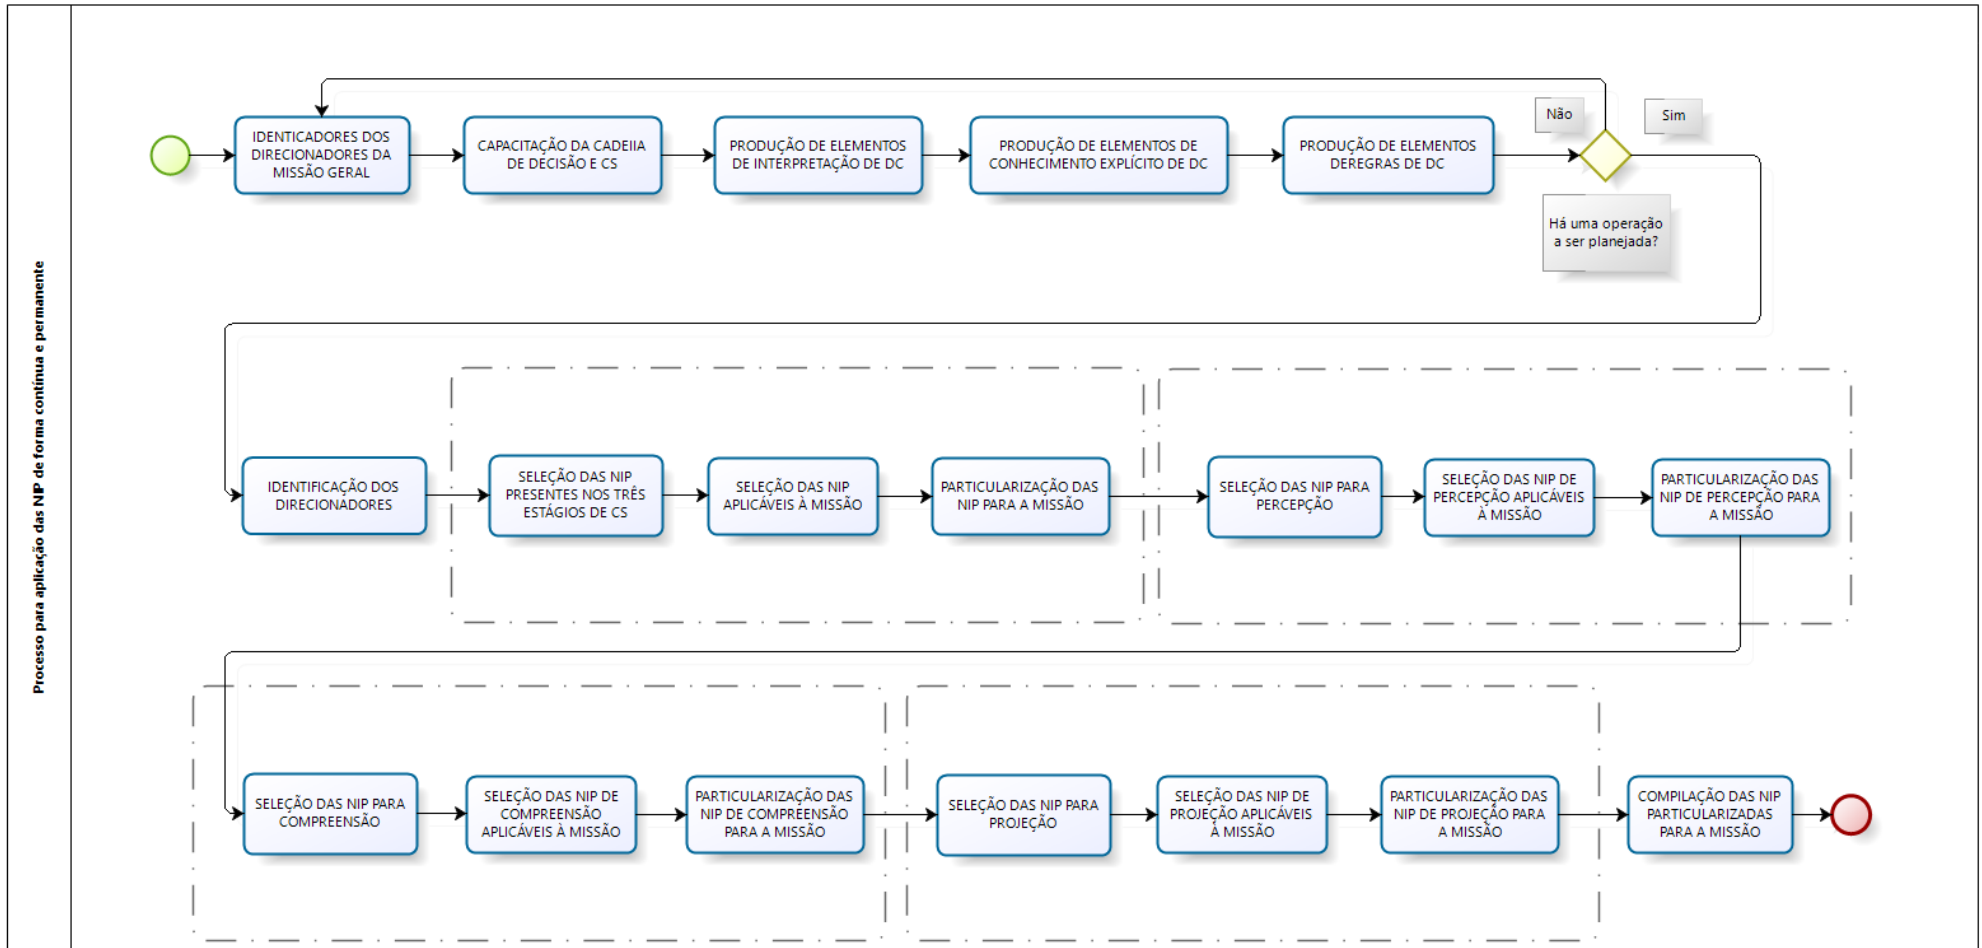 Processo para aplicação das NIP de forma contínua e permanente
IDENTICADORES DOS
DIRECIONADORES DA
MISSÃO GERAL
CAPACITAÇÃO DA CADEIIA
DE DECISÃO E CS
PRODUÇÃO DE ELEMENTOS
DE INTERPRETAÇÃO DE DC
PRODUÇÃO DE ELEMENTOS DE
CONHECIMENTO EXPLÍCITO DE DC
PRODUÇÃO DE ELEMENTOS
DEREGRAS DE DC
Não
Sim
Há uma operação
a ser planejada?
IDENTIFICAÇÃO DOS
DIRECIONADORES
SELEÇÃO DAS NIP
PRESENTES NOS TRÊS
ESTÁGIOS DE CS
SELEÇÃO DAS NIP
APLICÁVEIS À MISSÃO
PARTICULARIZAÇÃO DAS
NIP PARA A MISSÃO
SELEÇÃO DAS NIP PARA
PERCEPÇÃO
SELEÇÃO DAS NIP DE
PERCEPÇÃO APLICÁVEIS
À MISSÃO
PARTICULARIZAÇÃO DAS
NIP DE PERCEPÇÃO PARA
A MISSÃO
SELEÇÃO DAS NIP PARA
COMPREENSÃO
SELEÇÃO DAS NIP DE
COMPREENSÃO
APLICÁVEIS À MISSÃO
PARTICULARIZAÇÃO DAS
NIP DE COMPREENSÃO
PARA A MISSÃO
SELEÇÃO DAS NIP PARA
PROJEÇÃO
SELEÇÃO DAS NIP DE
PROJEÇÃO APLICÁVEIS
À MISSÃO
PARTICULARIZAÇÃO DAS
NIP DE PROJEÇÃO PARA
A MISSÃO
COMPILAÇÃO DAS NIP
PARTICULARIZADAS
PARA A MISSÃO